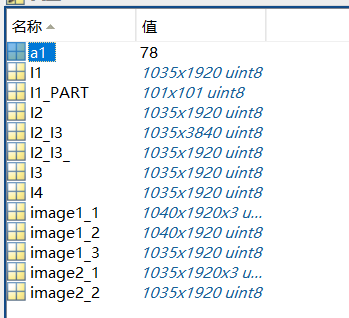 名称 值
a1 78
I1 1035x1920 uint8
I1_PART 101x101 uint8
I2 1035x1920 uint8
I2_I3 1035x3840 uint8
I2_I3_ 1035x1920 uint8
I3 1035x1920 uint8
I4 1035x1920 uint8
image1_1 1040x1920x3 u...
image1_2 1040x1920 uint8
image1_3 1035x1920 uint8
image2_1 1035x1920x3 u...
image2_2 1035x1920 uint8